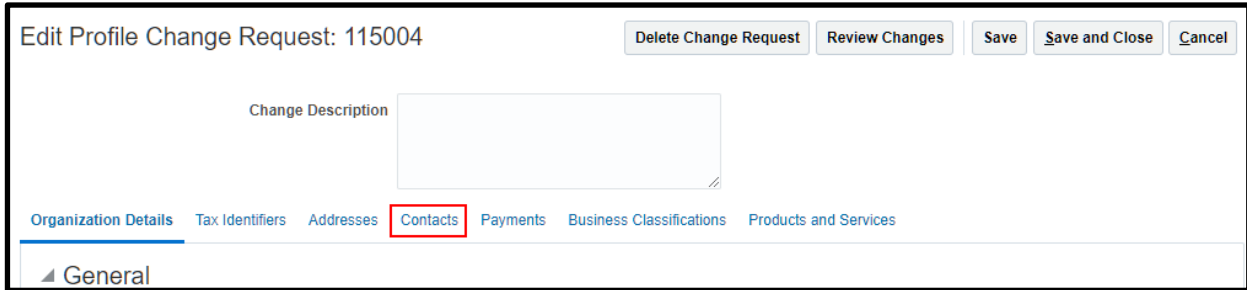 Edit Profile Change Request: 115004 Delete Change Request Review Changes Save Save and Close Cancel
Change Description
Organization Details Tax Identifiers Addresses Contacts Payments Business Classifications Products and Services
General